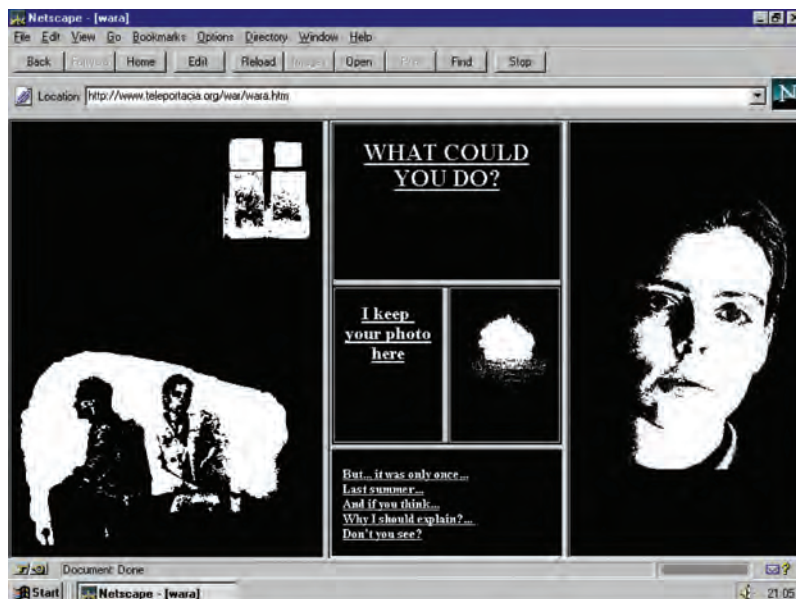 Netscape - [wara]
File Edit View Go Bookmarks Options Directory Window Help
Back Forward Home Edit Reload Images Open Print Find Stop
Location: http://www.teleportacia.org/war/wara.htm
N
WHAT COULD
YOU DO?
I keep
your photo
here
But... it was only once...
Last summer...
And if you think...
Why I should explain?...
Don't you see?
Document: Done
Start Netscape - [wara] 21:05